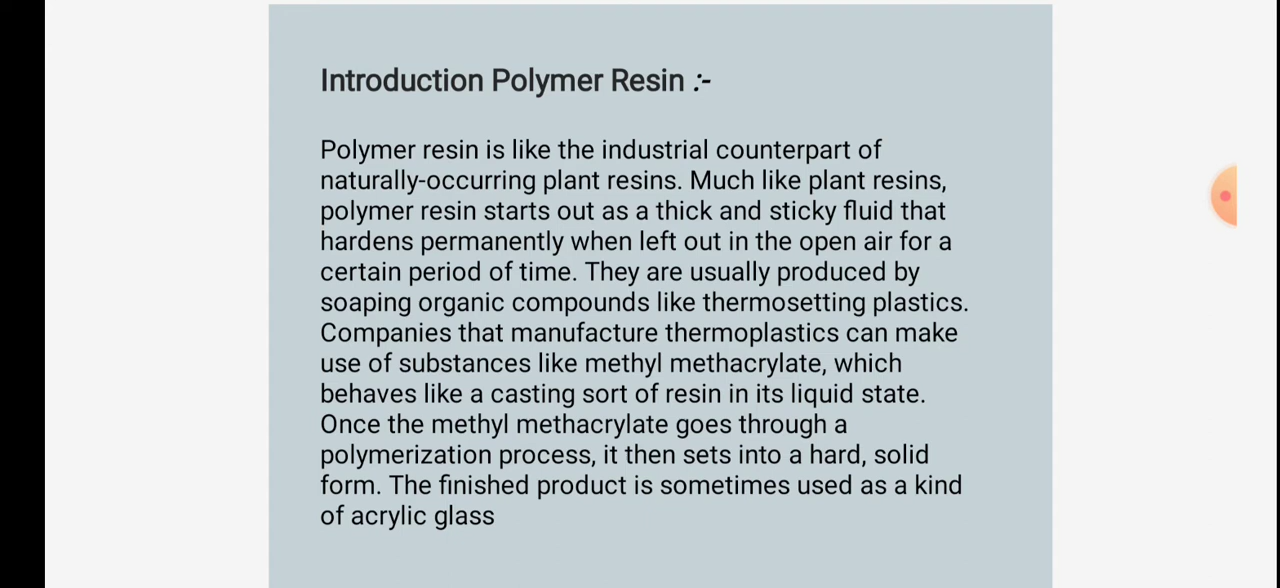 Introduction Polymer Resin :-
Polymer resin is like the industrial counterpart of
naturally-occurring plant resins. Much like plant resins,
polymer resin starts out as a thick and sticky fluid that
hardens permanently when left out in the open air for a
certain period of time. They are usually produced by
soaping organic compounds like thermosetting plastics.
Companies that manufacture thermoplastics can make
use of substances like methyl methacrylate, which
behaves like a casting sort of resin in its liquid state.
Once the methyl methacrylate goes through a
polymerization process, it then sets into a hard, solid
form. The finished product is sometimes used as a kind
of acrylic glass